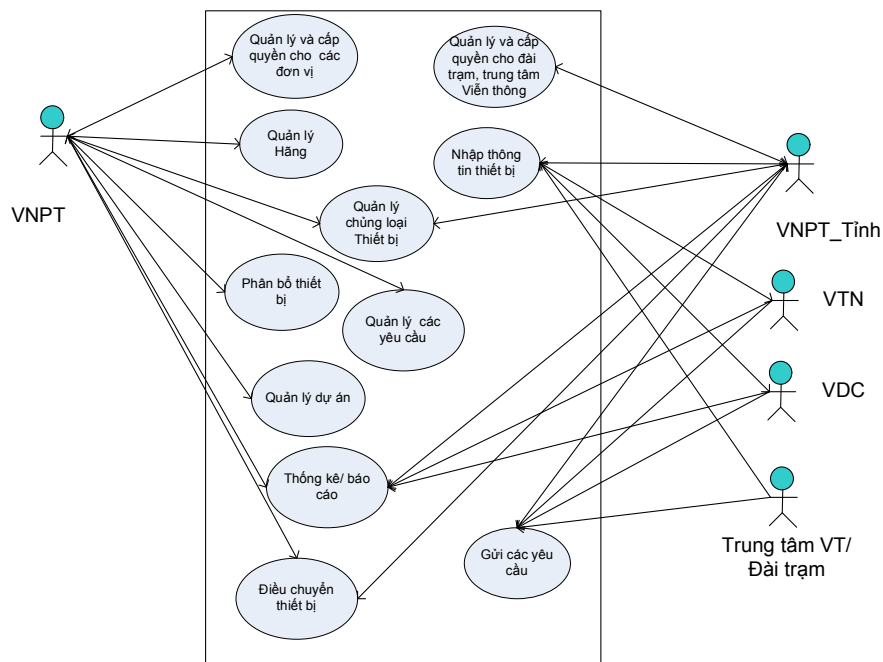 Quản lý và cấp
quyền cho các
đơn vị
Quản lý và cấp
quyền cho đài
trạm, trung tâm
Viễn thông
Quản lý
Hãng
Nhập thông
tin thiết bị
VNPT
VNPT_Tỉnh
Quản lý
chủng loại
Thiết bị
Phân bổ thiết
bị
Quản lý các
yêu cầu
VTN
Quản lý dự án
VDC
Thống kê/ báo
cáo
Gửi các yêu
cầu
Trung tâm VT/
Đài trạm
Điều chuyển
thiết bị